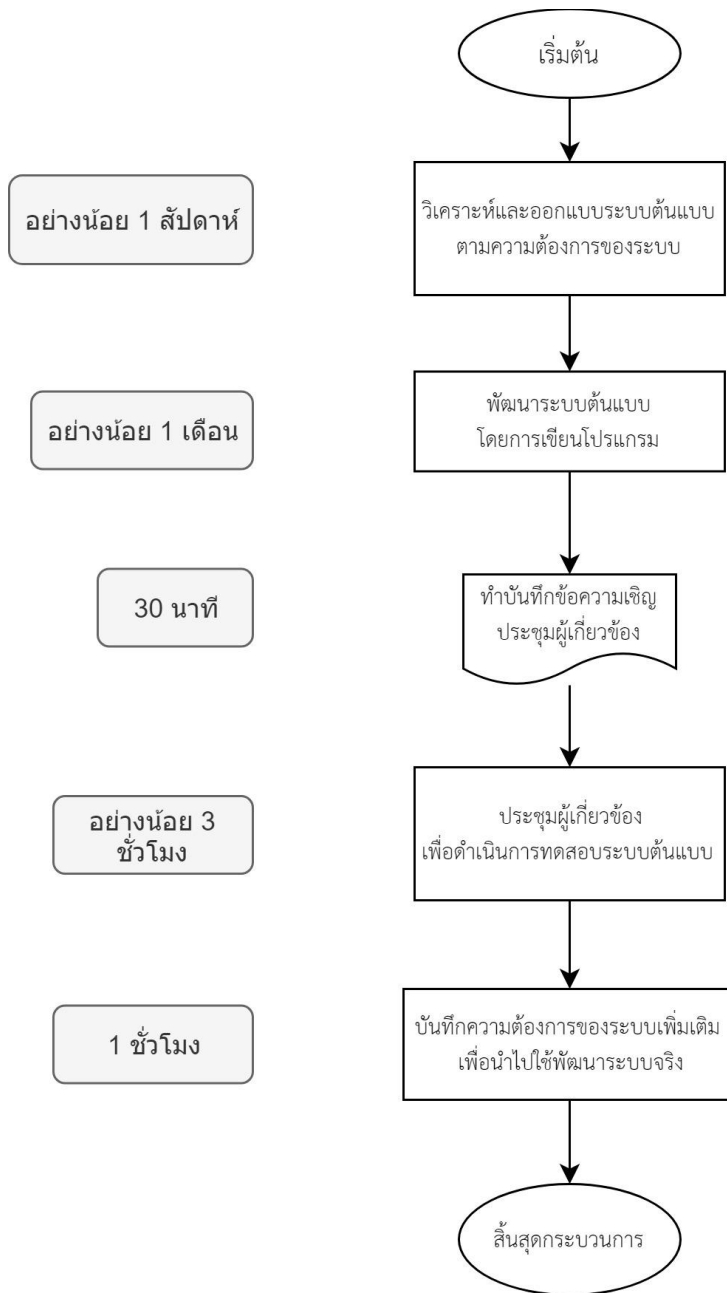 เริ่มต้น
อย่างน้อย 1 สัปดาห์
วิเคราะห์และออกแบบระบบต้นแบบ
ตามความต้องการของระบบ
อย่างน้อย 1 เดือน
พัฒนาระบบต้นแบบ
โดยการเขียนโปรแกรม
30 นาที
ทำบันทึกข้อความเชิญ
ประชุมผู้เกี่ยวข้อง
อย่างน้อย 3
ชั่วโมง
ประชุมผู้เกี่ยวข้อง
เพื่อดำเนินการทดสอบระบบต้นแบบ
1 ชั่วโมง
บันทึกความต้องการของระบบเพิ่มเติม
เพื่อนำไปใช้พัฒนาระบบจริง
สิ้นสุดกระบวนการ